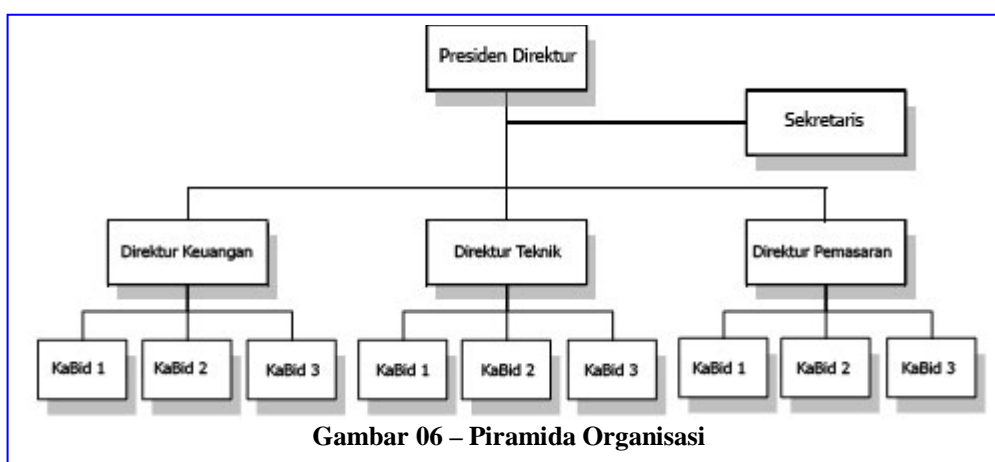 Presiden Direktur
Sekretaris
Direktur Keuangan
Direktur Teknik
Direktur Pemasaran
KaBid 1
KaBid 2
KaBid 3
KaBid 1
KaBid 2
KaBid 3
KaBid 1
KaBid 2
KaBid 3
Gambar 06 – Piramida Organisasi